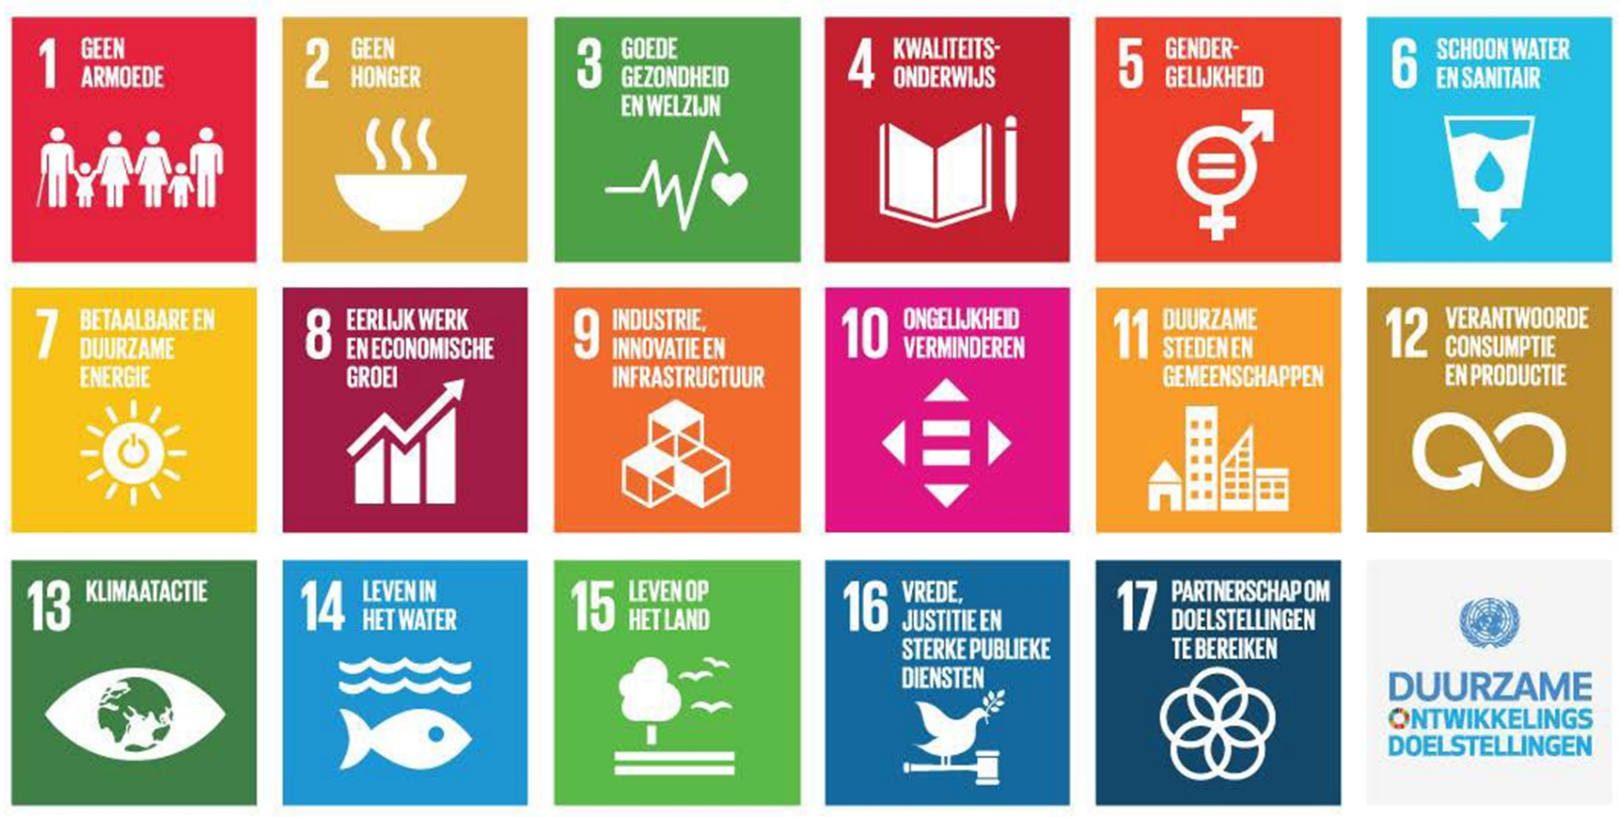 1 GEEN
ARMOEDE
2 GEEN
HONGER
3 GOEDE
GEZONDHEID
EN WELZIJN
4 KWALITEITS-
ONDERWIJS
5 GENDER-
GELIJKHEID
6 SCHOON WATER
EN SANITAIR
7 BETAALBARE EN
DUURZAME
ENERGIE
8 EERLIJK WERK
EN ECONOMISCHE
GROEI
9 INDUSTRIE,
INNOVATIE EN
INFRASTRUCTUUR
10 ONGELIJKHEID
VERMINDEREN
11 DUURZAME
STEDEN EN
GEMEENSCHAPPEN
12 VERANTWOORDE
CONSUMPTIE
EN PRODUCTIE
13 KLIMAATACTIE
14 LEVEN IN
HET WATER
15 LEVEN OP
HET LAND
16 VREDE,
JUSTITIE EN
STERKE PUBLIEKE
DIENSTEN
17 PARTNERSCHAP OM
DOELSTELLINGEN
TE BEREIKEN
DUURZAME
ONTWIKKELINGS
DOELSTELLINGEN